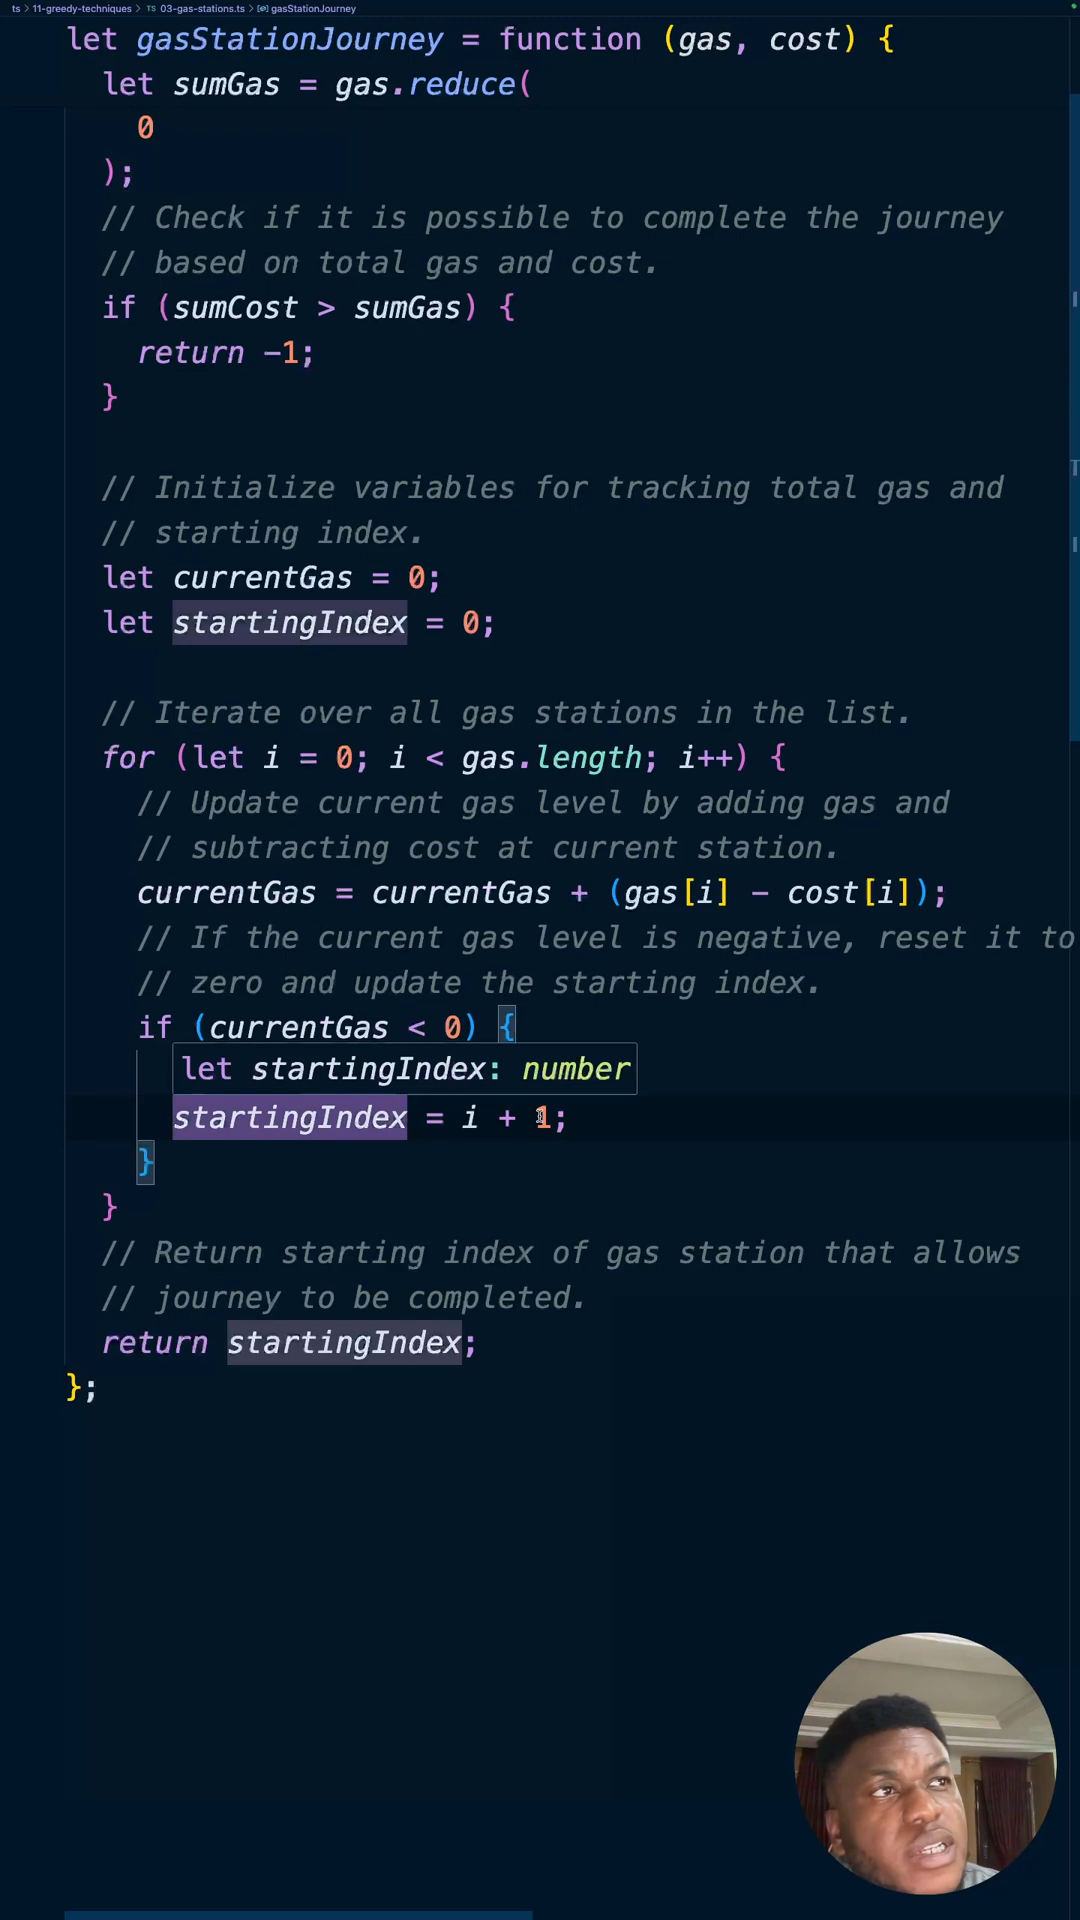 ts > 11-greedy-techniques > TS 03-gas-stations.ts > gasStationJourney
let gasStationJourney = function (gas, cost) {
let sumGas = gas.reduce(
0
);
// Check if it is possible to complete the journey
// based on total gas and cost.
if (sumCost > sumGas) {
return -1;
}
// Initialize variables for tracking total gas and
// starting index.
let currentGas = 0;
let startingIndex = 0;
// Iterate over all gas stations in the list.
for (let i = 0; i < gas.length; i++) {
// Update current gas level by adding gas and
// subtracting cost at current station.
currentGas = currentGas + (gas[i] - cost[i]);
// If the current gas level is negative, reset it to
// zero and update the starting index.
if (currentGas < 0) {
let startingIndex: number
startingIndex = i + 1;
}
}
// Return starting index of gas station that allows
// journey to be completed.
return startingIndex;
};